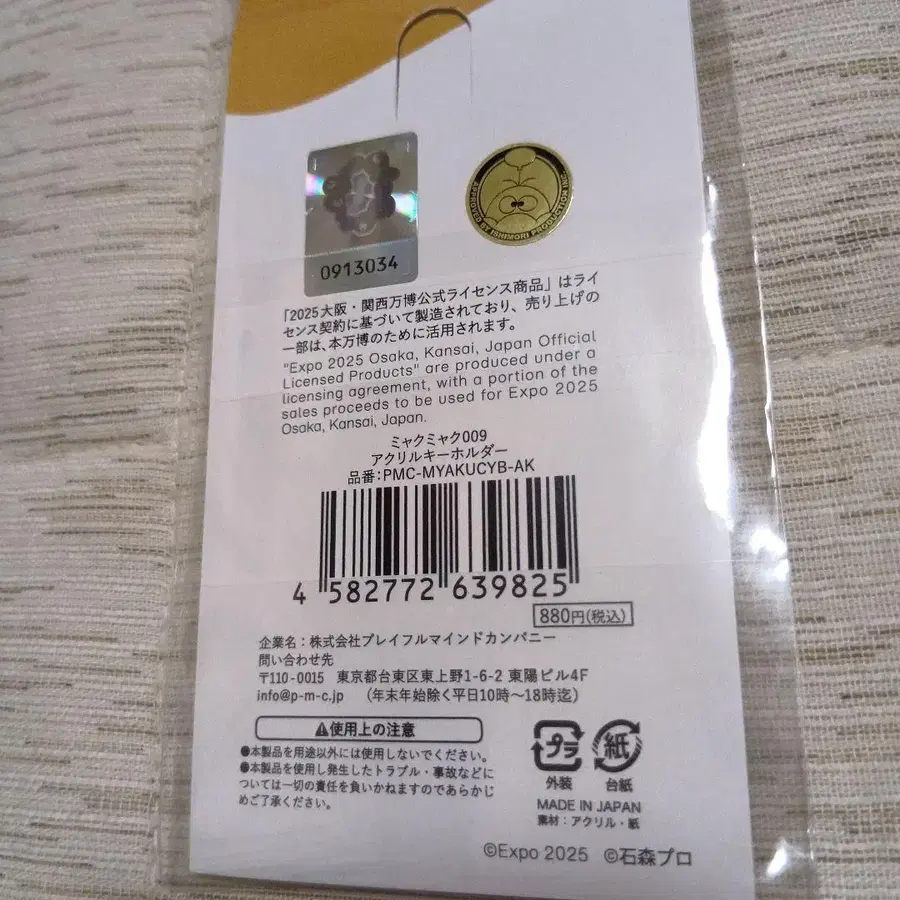 0913034
APPROVED BY ISHIMORI PRODUCTION INC.
「2025大阪・関西万博公式ライセンス商品」はライ
センス契約に基づいて製造されており、売り上げの
一部は、本万博のために活用されます。
"Expo 2025 Osaka, Kansai, Japan Official
Licensed Products" are produced under a
licensing agreement, with a portion of the
sales proceeds to be used for Expo 2025
Osaka, Kansai, Japan.
ミャクミャク009
アクリルキーホルダー
品番:PMC-MYAKUCYB-AK
4 582772 639825
880円(税込)
企業名：株式会社プレイフルマインドカンパニー
問い合わせ先
〒110-0015 東京都台東区東上野1-6-2 東陽ビル4F
info@p-m-c.jp （年末年始除く平日10時～18時迄）
⚠使用上の注意
●本製品を用途以外には使用しないでください。
●本製品を使用し発生したトラブル・事故などに
ついては一切の責任を負いかねますのであらかじ
めご了承ください。
プラ 紙
外装 台紙
MADE IN JAPAN
素材：アクリル・紙
©Expo 2025 ©石森プロ